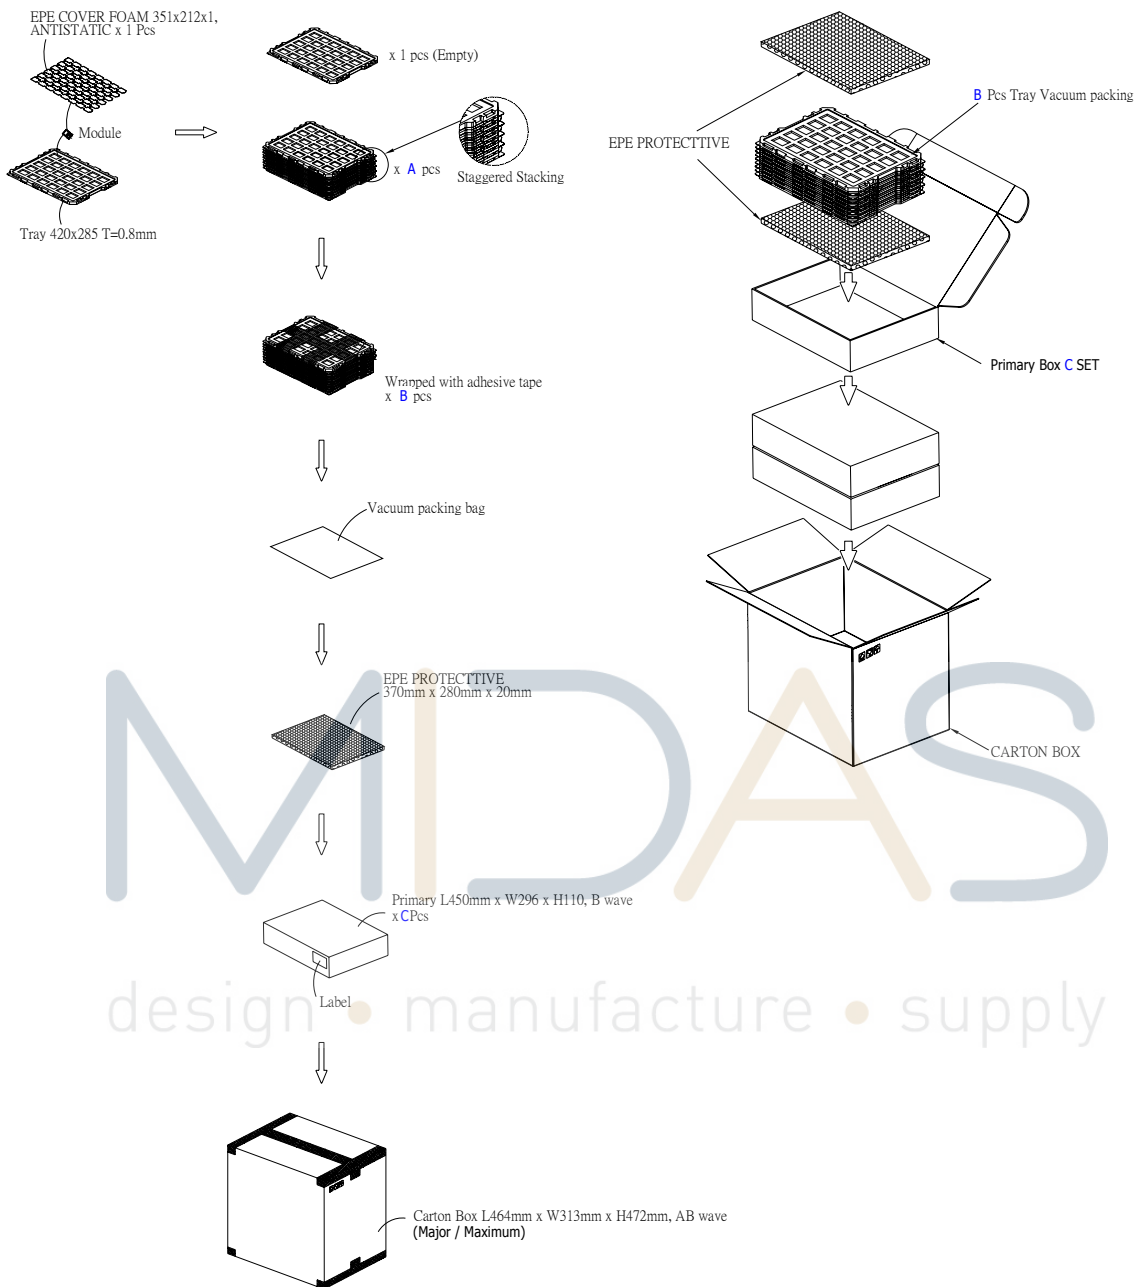 EPE COVER FOAM 351x212x1,
ANTISTATIC x 1 Pcs
Module
Tray 420x285 T=0.8mm
x 1 pcs (Empty)
x A pcs
Staggered Stacking
Wrapped with adhesive tape
x B pcs
Vacuum packing bag
EPE PROTECTTIVE
370mm x 280mm x 20mm
Primary L450mm x W296 x H110, B wave
x C Pcs
Label
Carton Box L464mm x W313mm x H472mm, AB wave
(Major / Maximum)
B Pcs Tray Vacuum packing
EPE PROTECTTIVE
Primary Box C SET
CARTON BOX
MIDAS
design • manufacture • supply